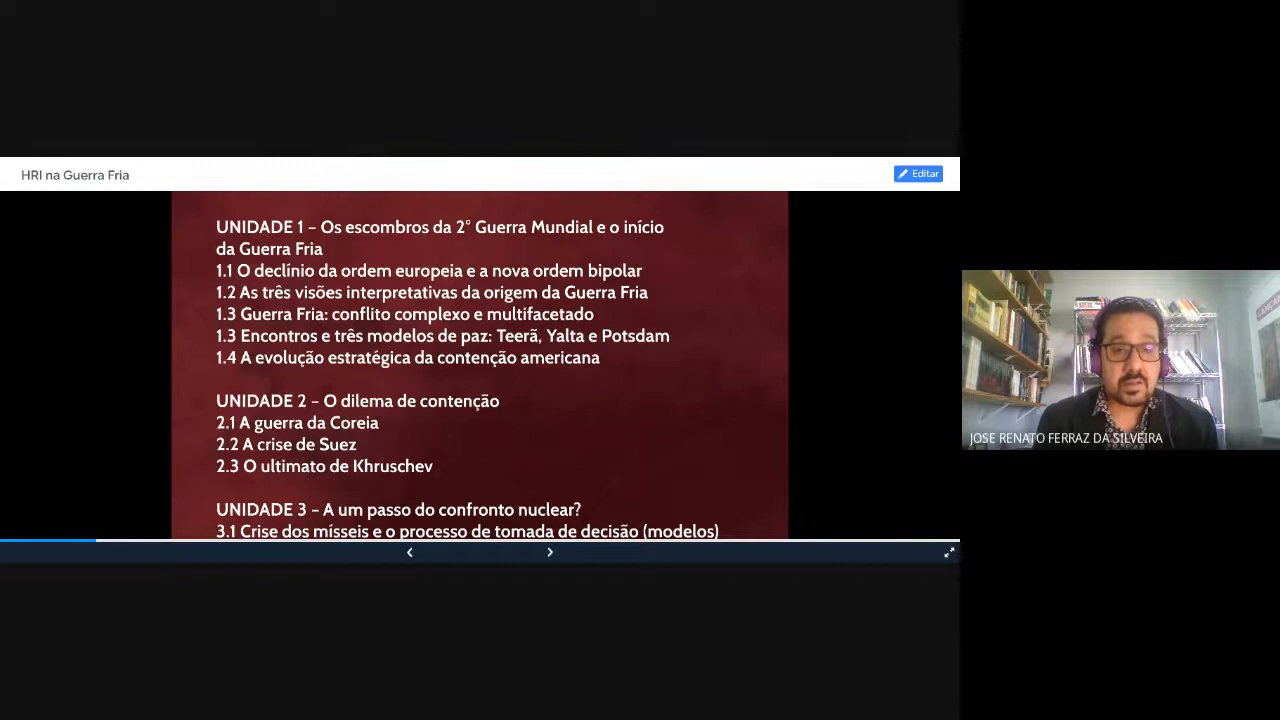 HRI na Guerra Fria
Editar
UNIDADE 1 – Os escombros da 2° Guerra Mundial e o início
da Guerra Fria
1.1 O declínio da ordem europeia e a nova ordem bipolar
1.2 As três visões interpretativas da origem da Guerra Fria
1.3 Guerra Fria: conflito complexo e multifacetado
1.3 Encontros e três modelos de paz: Teerã, Yalta e Potsdam
1.4 A evolução estratégica da contenção americana
UNIDADE 2 – O dilema de contenção
2.1 A guerra da Coreia
2.2 A crise de Suez
2.3 O ultimato de Khruschev
UNIDADE 3 – A um passo do confronto nuclear?
3.1 Crise dos mísseis e o processo de tomada de decisão (modelos)
JOSE RENATO FERRAZ DA SILVEIRA